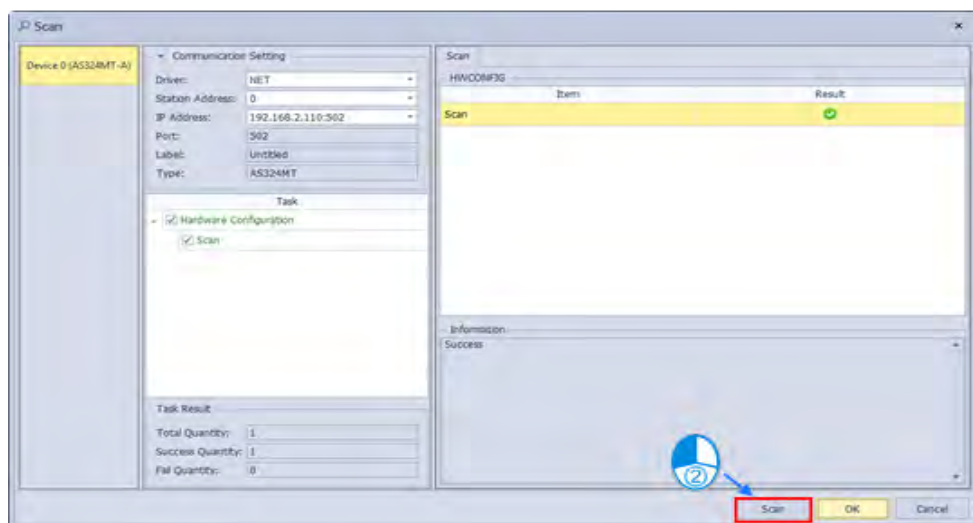 Scan
Device 0 (AS324MT-A)
Communication Setting
Driver: NET
Station Address: 0
IP Address: 192.168.2.110:502
Port: 502
Label: Untitled
Type: AS324MT
Task
Hardware Configuration
Scan
Task Result
Total Quantity: 1
Success Quantity: 1
Fail Quantity: 0
Scan
HWCONFIG
Item Result
Scan
Information
Success
2
Scan OK Cancel